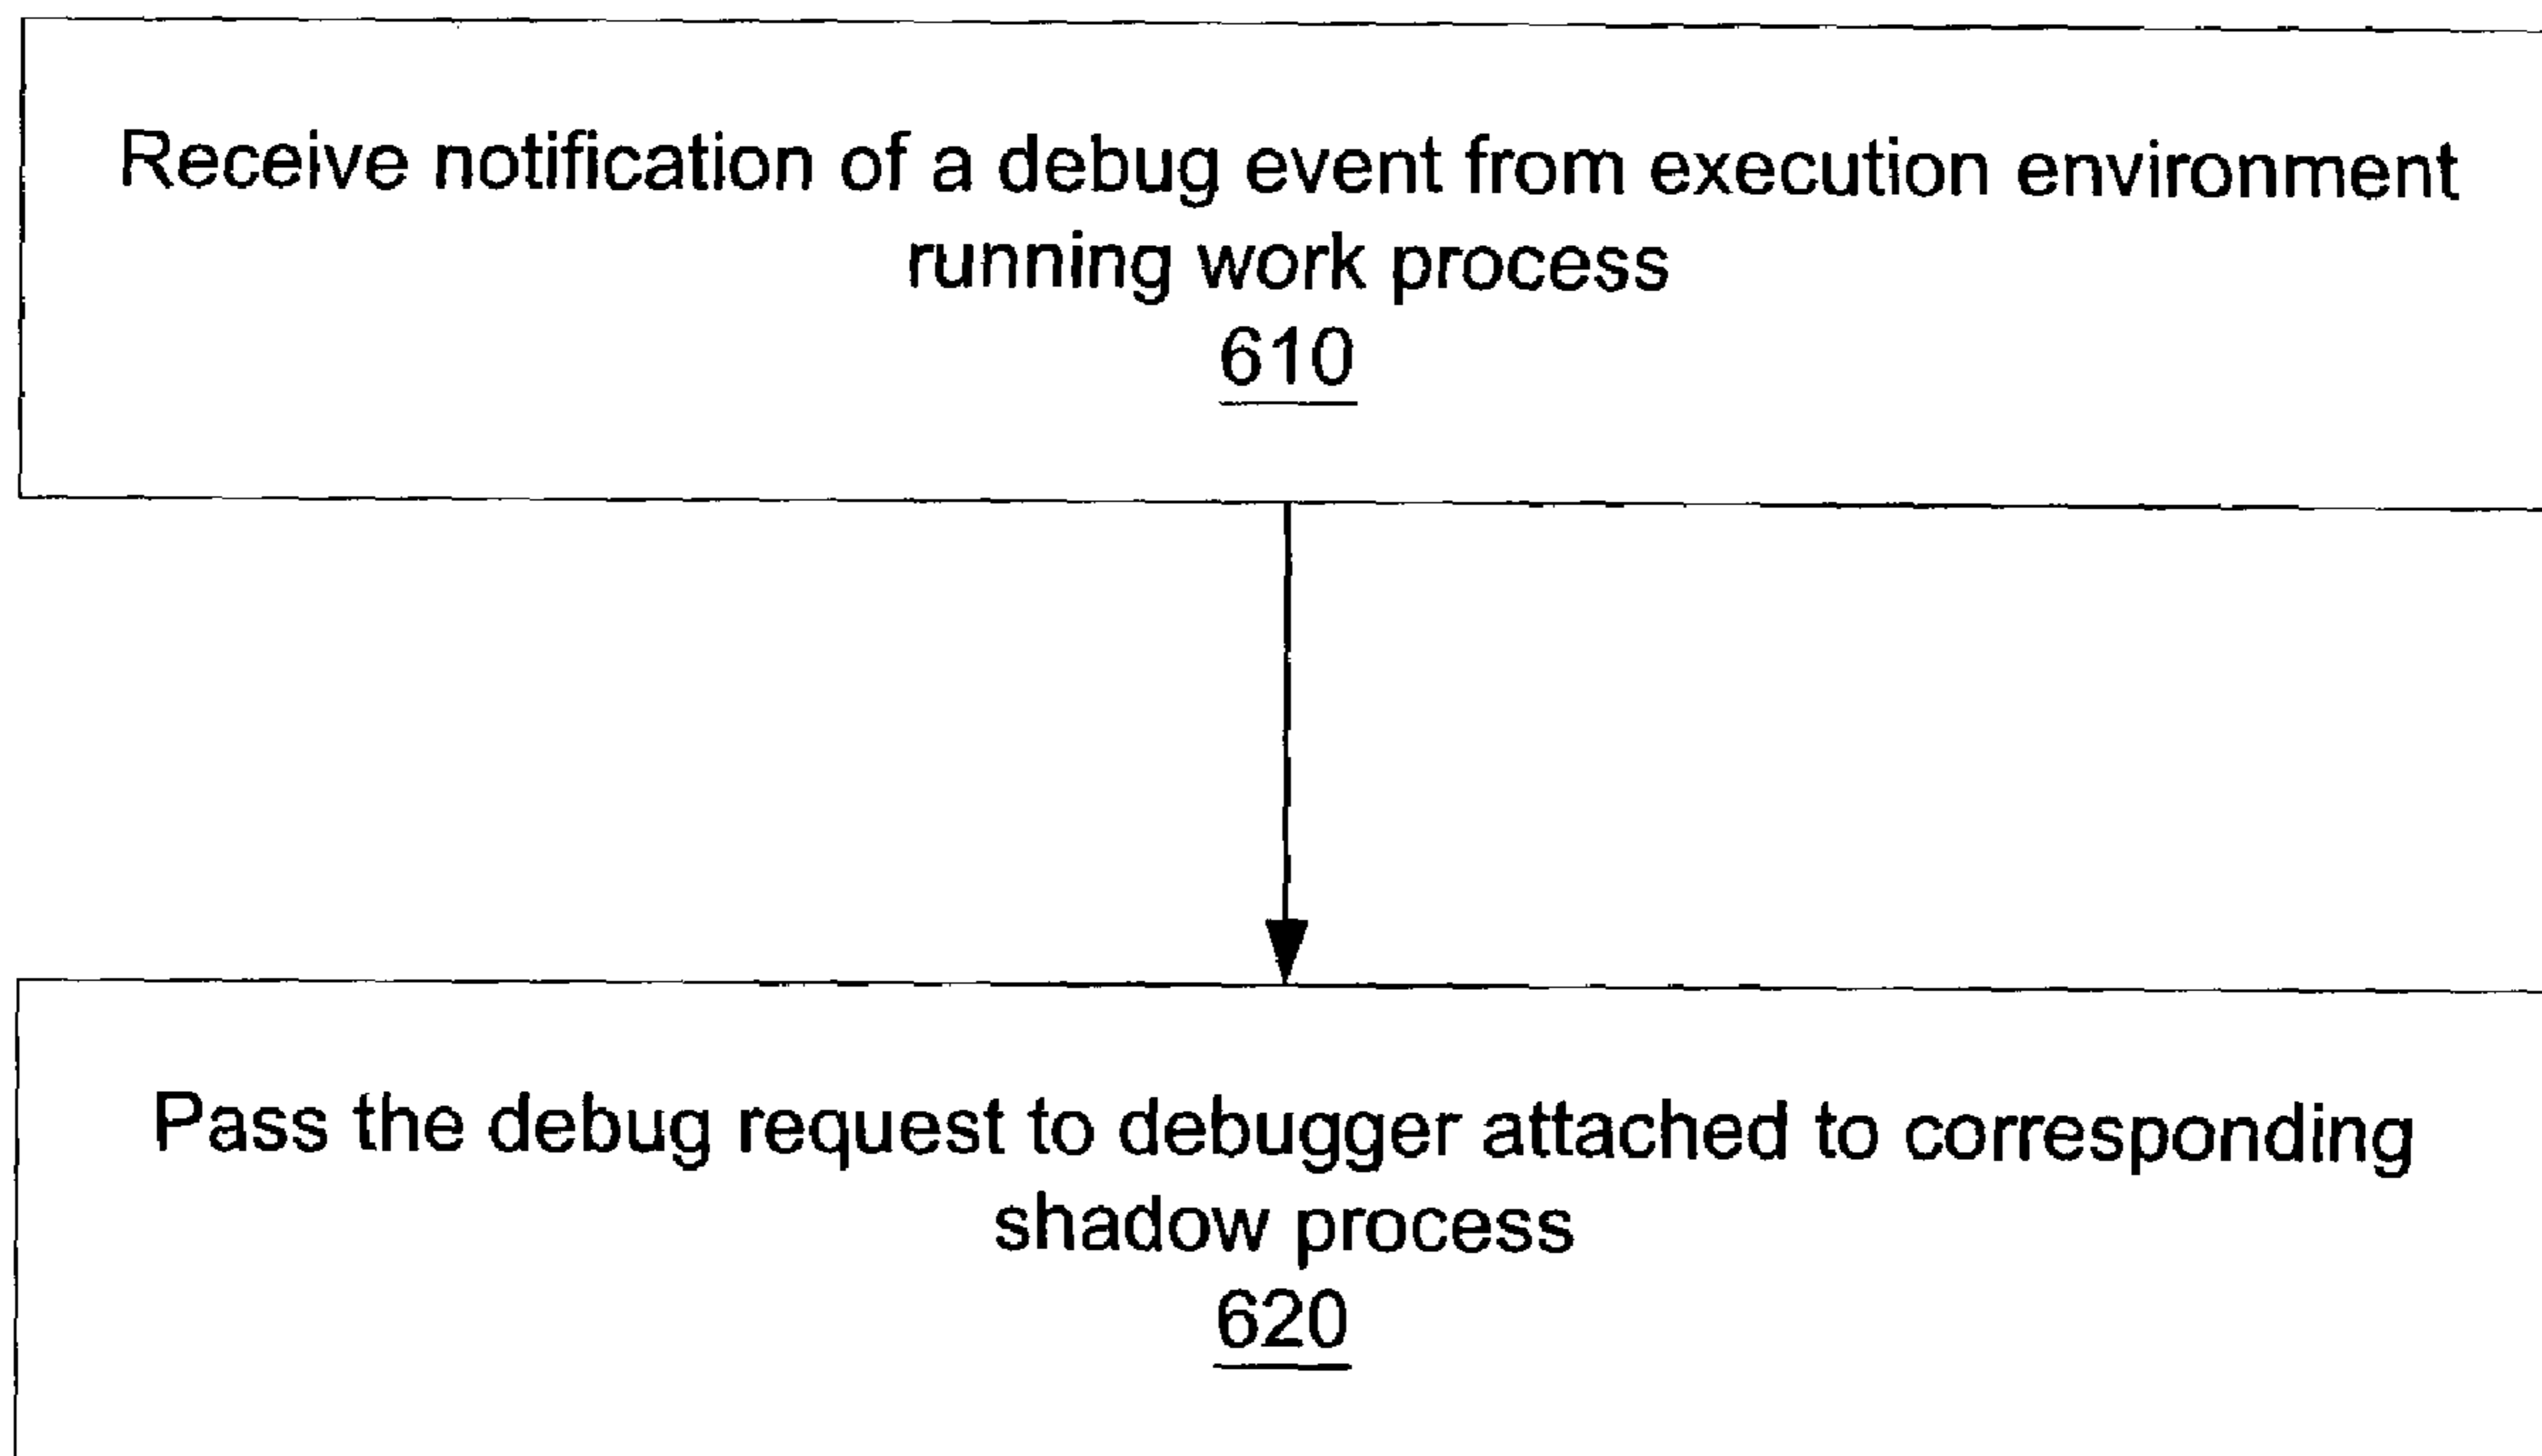 Receive notification of a debug event from execution environment
running work process
610
Pass the debug request to debugger attached to corresponding
shadow process
620